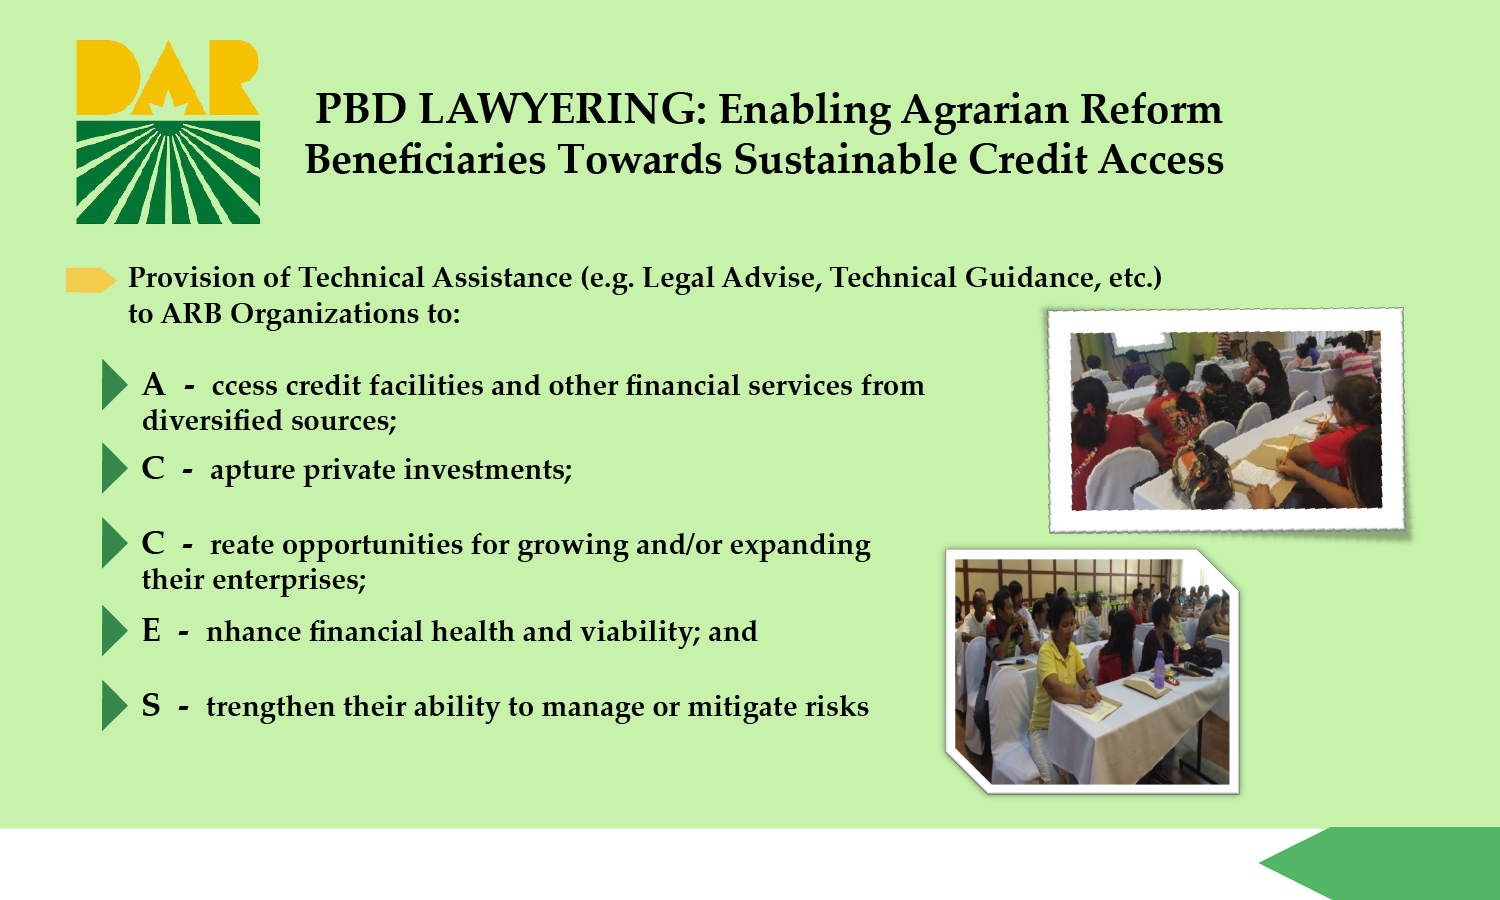 DAR
PBD LAWYERING: Enabling Agrarian Reform
Beneficiaries Towards Sustainable Credit Access
Provision of Technical Assistance (e.g. Legal Advise, Technical Guidance, etc.)
to ARB Organizations to:
A - ccess credit facilities and other financial services from
diversified sources;
C - apture private investments;
C - reate opportunities for growing and/or expanding
their enterprises;
E - nhance financial health and viability; and
S - trengthen their ability to manage or mitigate risks